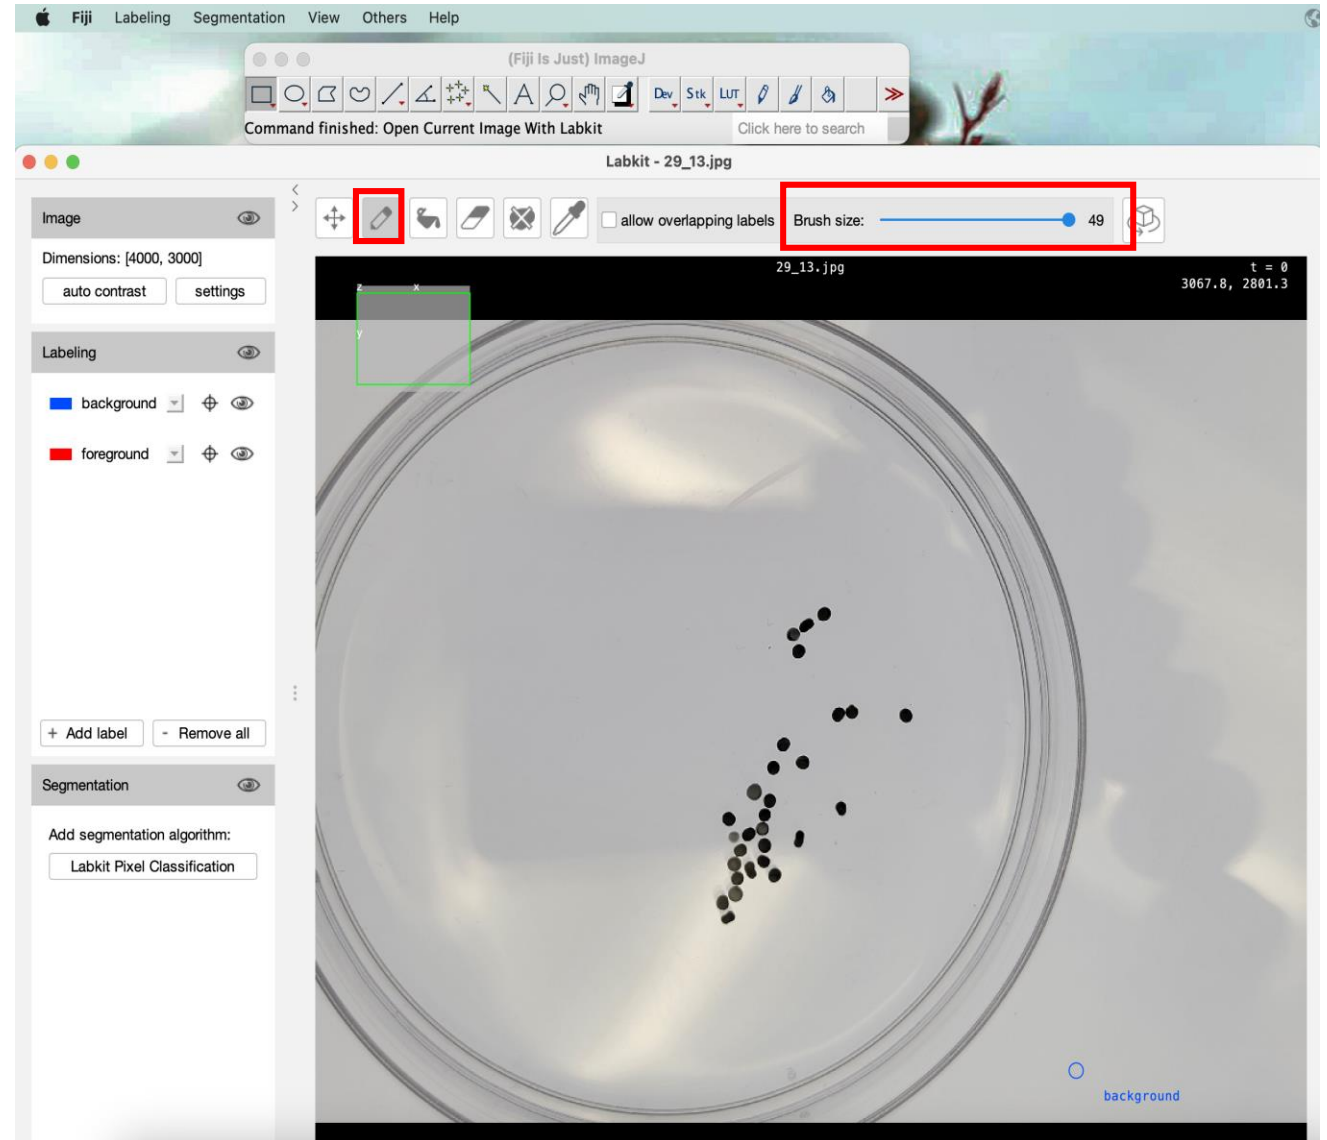 Fiji Labeling Segmentation View Others Help
(Fiji Is Just) ImageJ
A Dev Stk LUT
Command finished: Open Current Image With Labkit Click here to search
Labkit - 29_13.jpg
Image
allow overlapping labels Brush size: 49
Dimensions: [4000, 3000]
auto contrast settings
29_13.jpg t = 0
3067.8, 2801.3
z x
y
Labeling
background
foreground
+ Add label - Remove all
Segmentation
Add segmentation algorithm:
Labkit Pixel Classification
background